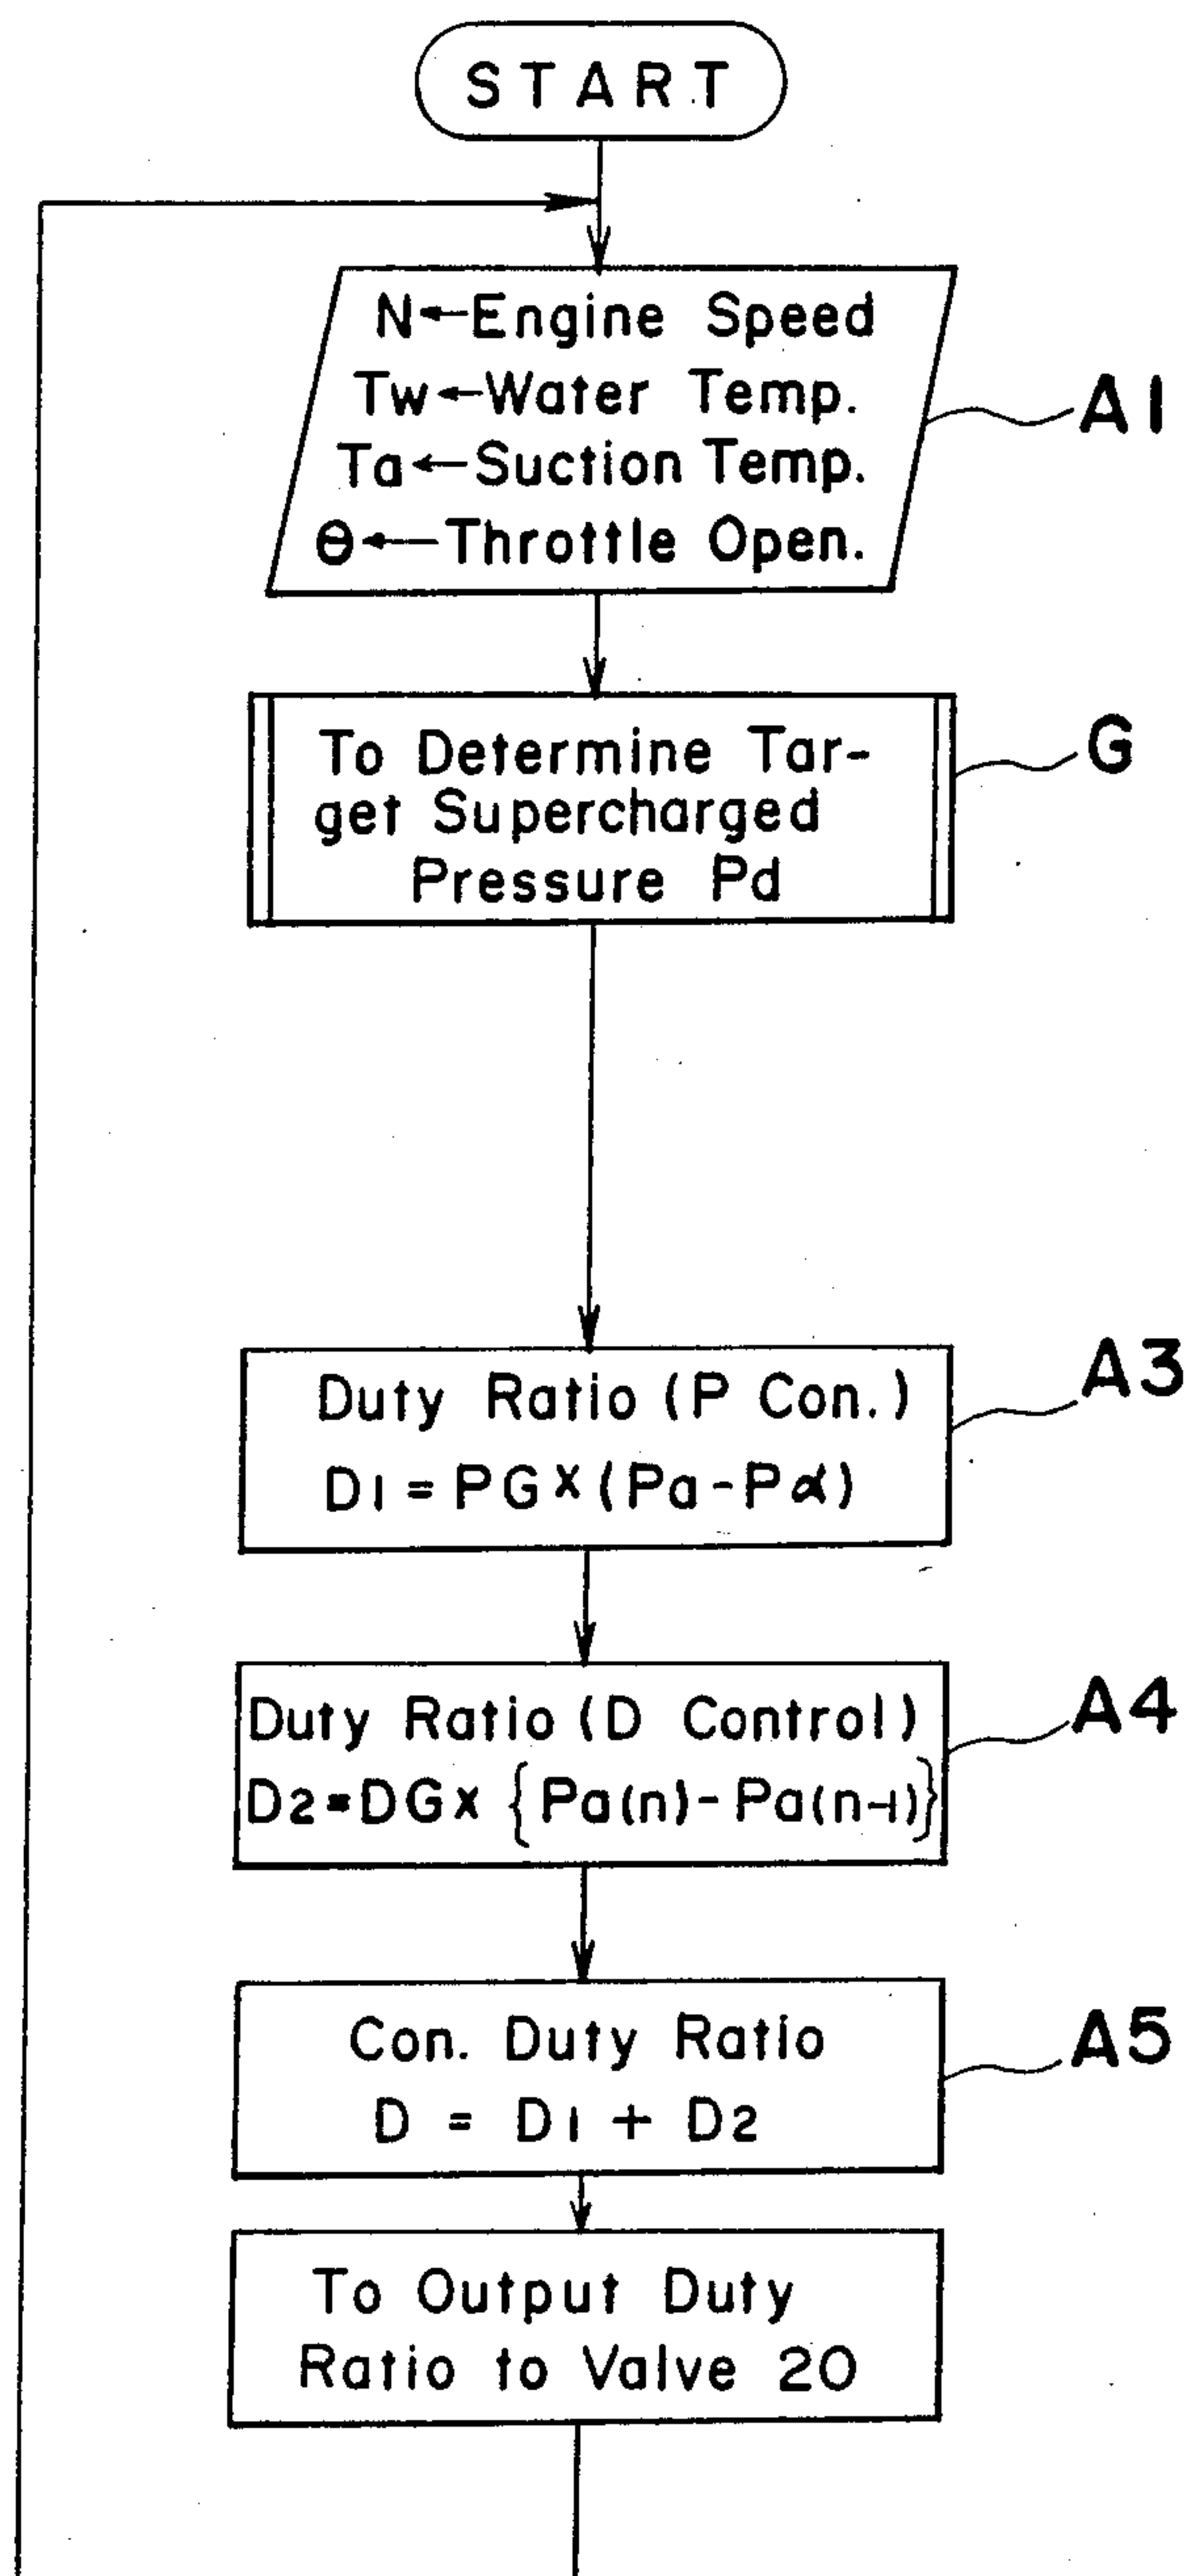 START
N←Engine Speed
Tw←Water Temp.
Ta←Suction Temp.
θ←Throttle Open.
A1
To Determine Tar-
get Supercharged
Pressure Pd
G
Duty Ratio (P Con.)
D1 = PG × (Pa - Pα)
A3
Duty Ratio (D Control)
D2 = DG × {Pa(n) - Pa(n-1)}
A4
Con. Duty Ratio
D = D1 + D2
A5
To Output Duty
Ratio to Valve 20